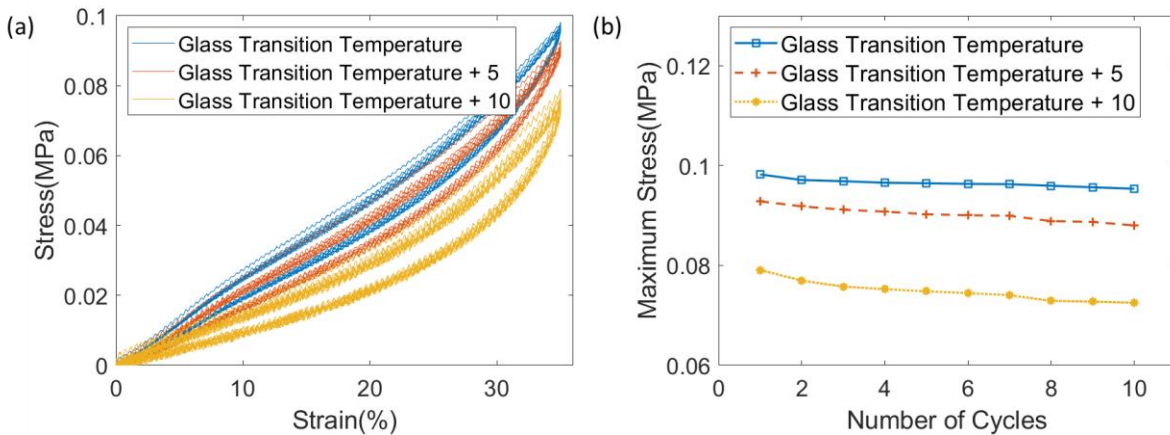 (a)
0.1
0.08
0.06
0.04
0.02
0
Stress(MPa)
Glass Transition Temperature
Glass Transition Temperature + 5
Glass Transition Temperature + 10
0
10
20
30
Strain(%)
(b)
0.12
0.1
0.08
0.06
Maximum Stress(MPa)
Glass Transition Temperature
Glass Transition Temperature + 5
Glass Transition Temperature + 10
0
2
4
6
8
10
Number of Cycles